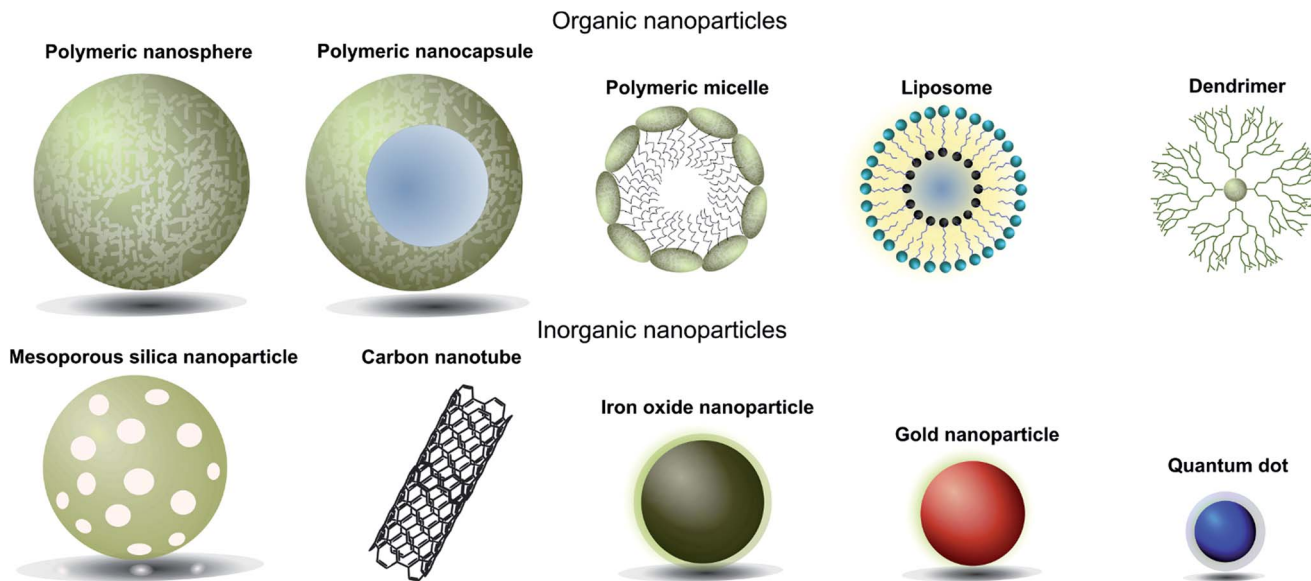 Organic nanoparticles
Polymeric nanosphere
Polymeric nanocapsule
Polymeric micelle
Liposome
Dendrimer
Inorganic nanoparticles
Mesoporous silica nanoparticle
Carbon nanotube
Iron oxide nanoparticle
Gold nanoparticle
Quantum dot